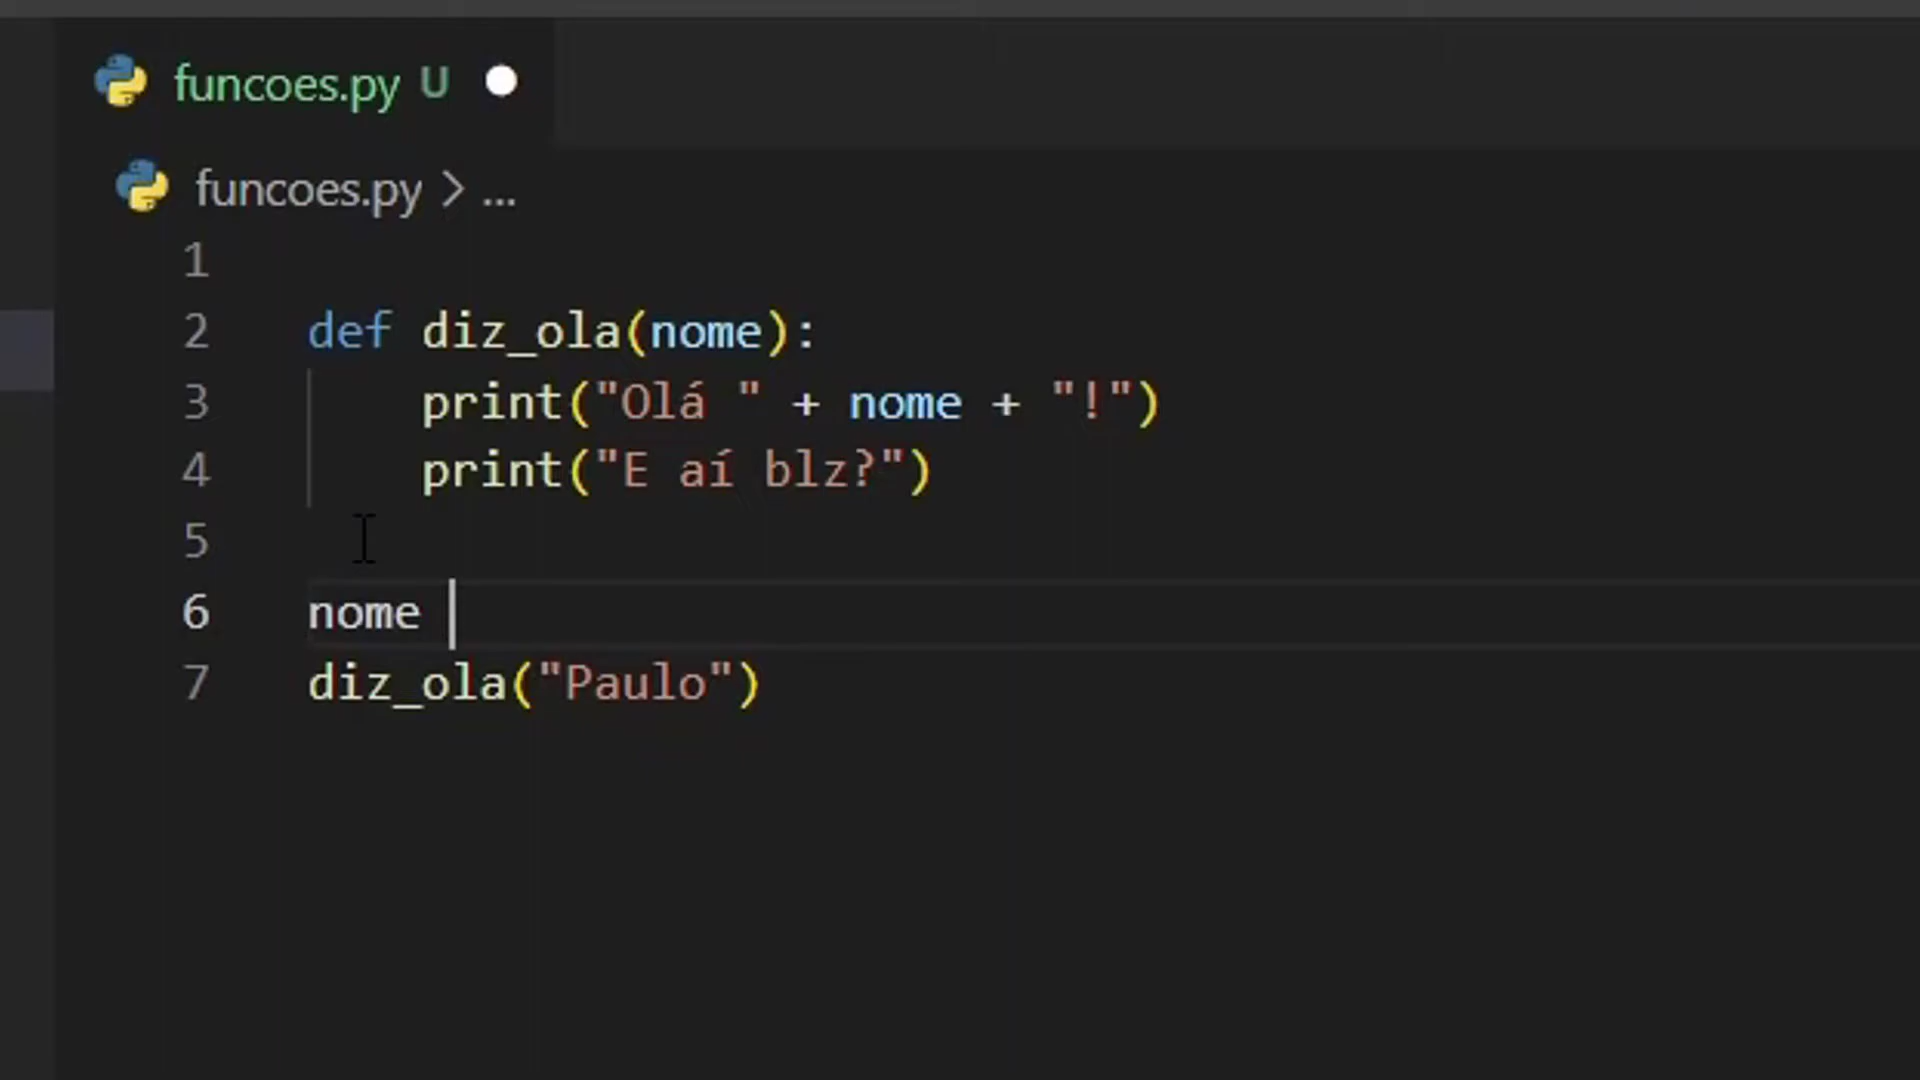 funcoes.py U
funcoes.py > ...
1
2 def diz_ola(nome):
3 print("Olá " + nome + "!")
4 print("E aí blz?")
5
6 nome
7 diz_ola("Paulo")